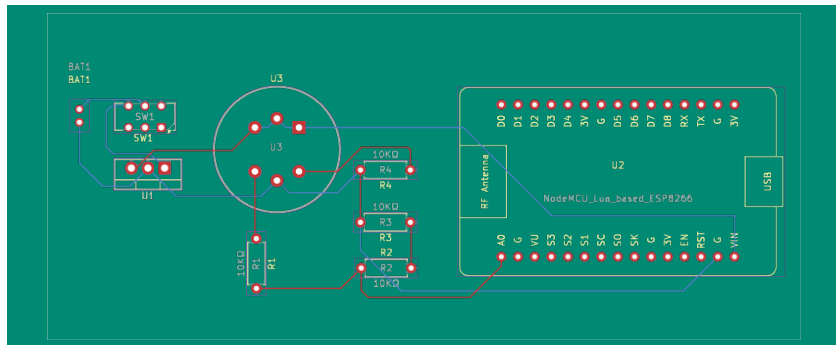 BAT1
BAT1
SW1
SW1
U1
U3
U3
10KΩ
R4
R4
10KΩ
R3
R3
R2
R2
10KΩ
10KΩ
R1
R1
D0
D1
D2
D3
D4
3V
G
D5
D6
D7
D8
RX
TX
G
3V
U2
RF Antenna
USB
NodeMCU_Lua_based_ESP8266
A0
G
VU
S3
S2
S1
SC
SO
SK
G
3V
EN
RST
G
VIN